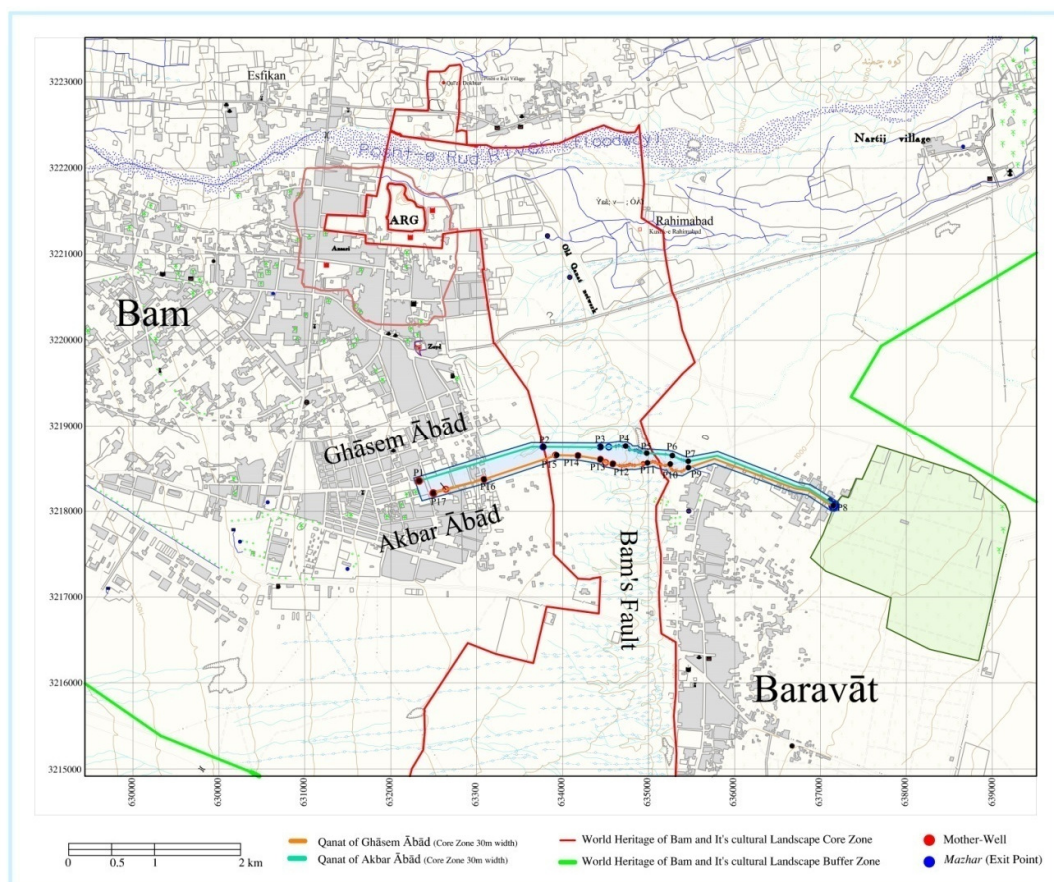 3223000
3222000
3221000
3220000
3219000
3218000
3217000
3216000
3215000
Esfikan
Nartij village
Posht-e Rud River (floodway)
ARG
Rahimabad
Old Qanat network
?
Bam
Zeyd
Ghāsem Ābād
P1
P2
P3
P4
P5
P6
P7
P8
P9
P10
P11
P12
P13
P14
P15
P16
P17
Akbar Ābād
Bam's Fault
Baravāt
630000
630000
631000
632000
633000
634000
635000
636000
637000
638000
639000
0 0.5 1 2 km
Qanat of Ghāsem Ābād (Core Zone 30m width)
Qanat of Akbar Ābād (Core Zone 30m width)
World Heritage of Bam and It's cultural Landscape Core Zone
World Heritage of Bam and It's cultural Landscape Buffer Zone
Mother-Well
Mazhar (Exit Point)